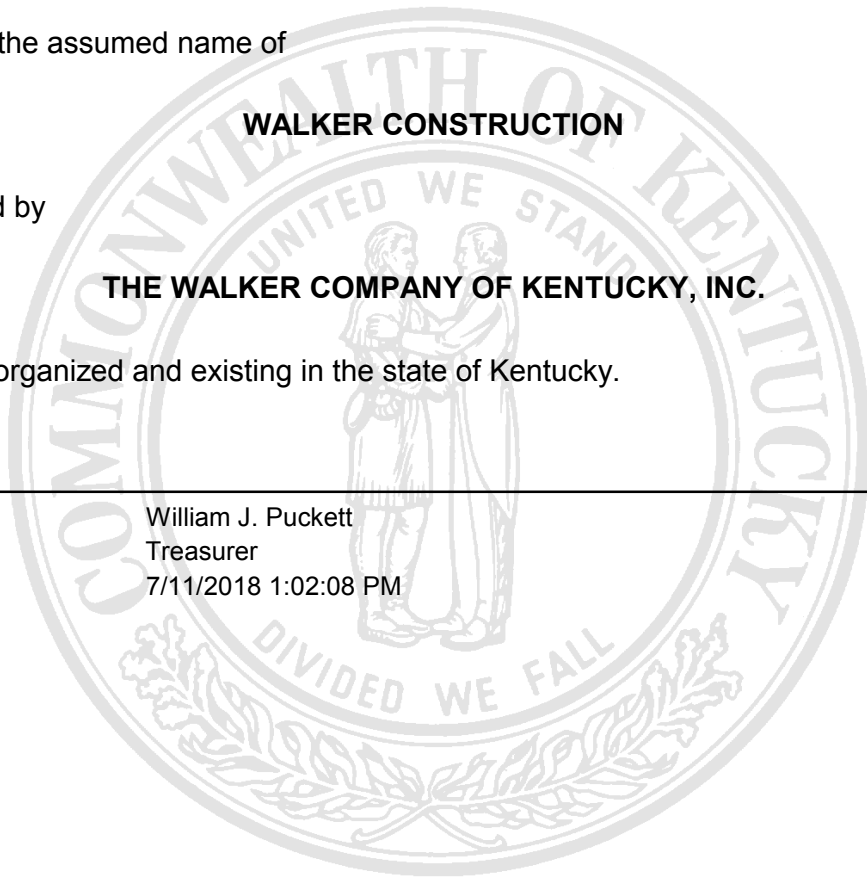 the assumed name of
WALKER CONSTRUCTION
d by
THE WALKER COMPANY OF KENTUCKY, INC.
organized and existing in the state of Kentucky.
William J. Puckett
Treasurer
7/11/2018 1:02:08 PM
COMMONWEALTH OF KENTUCKY
UNITED WE STAND
DIVIDED WE FALL